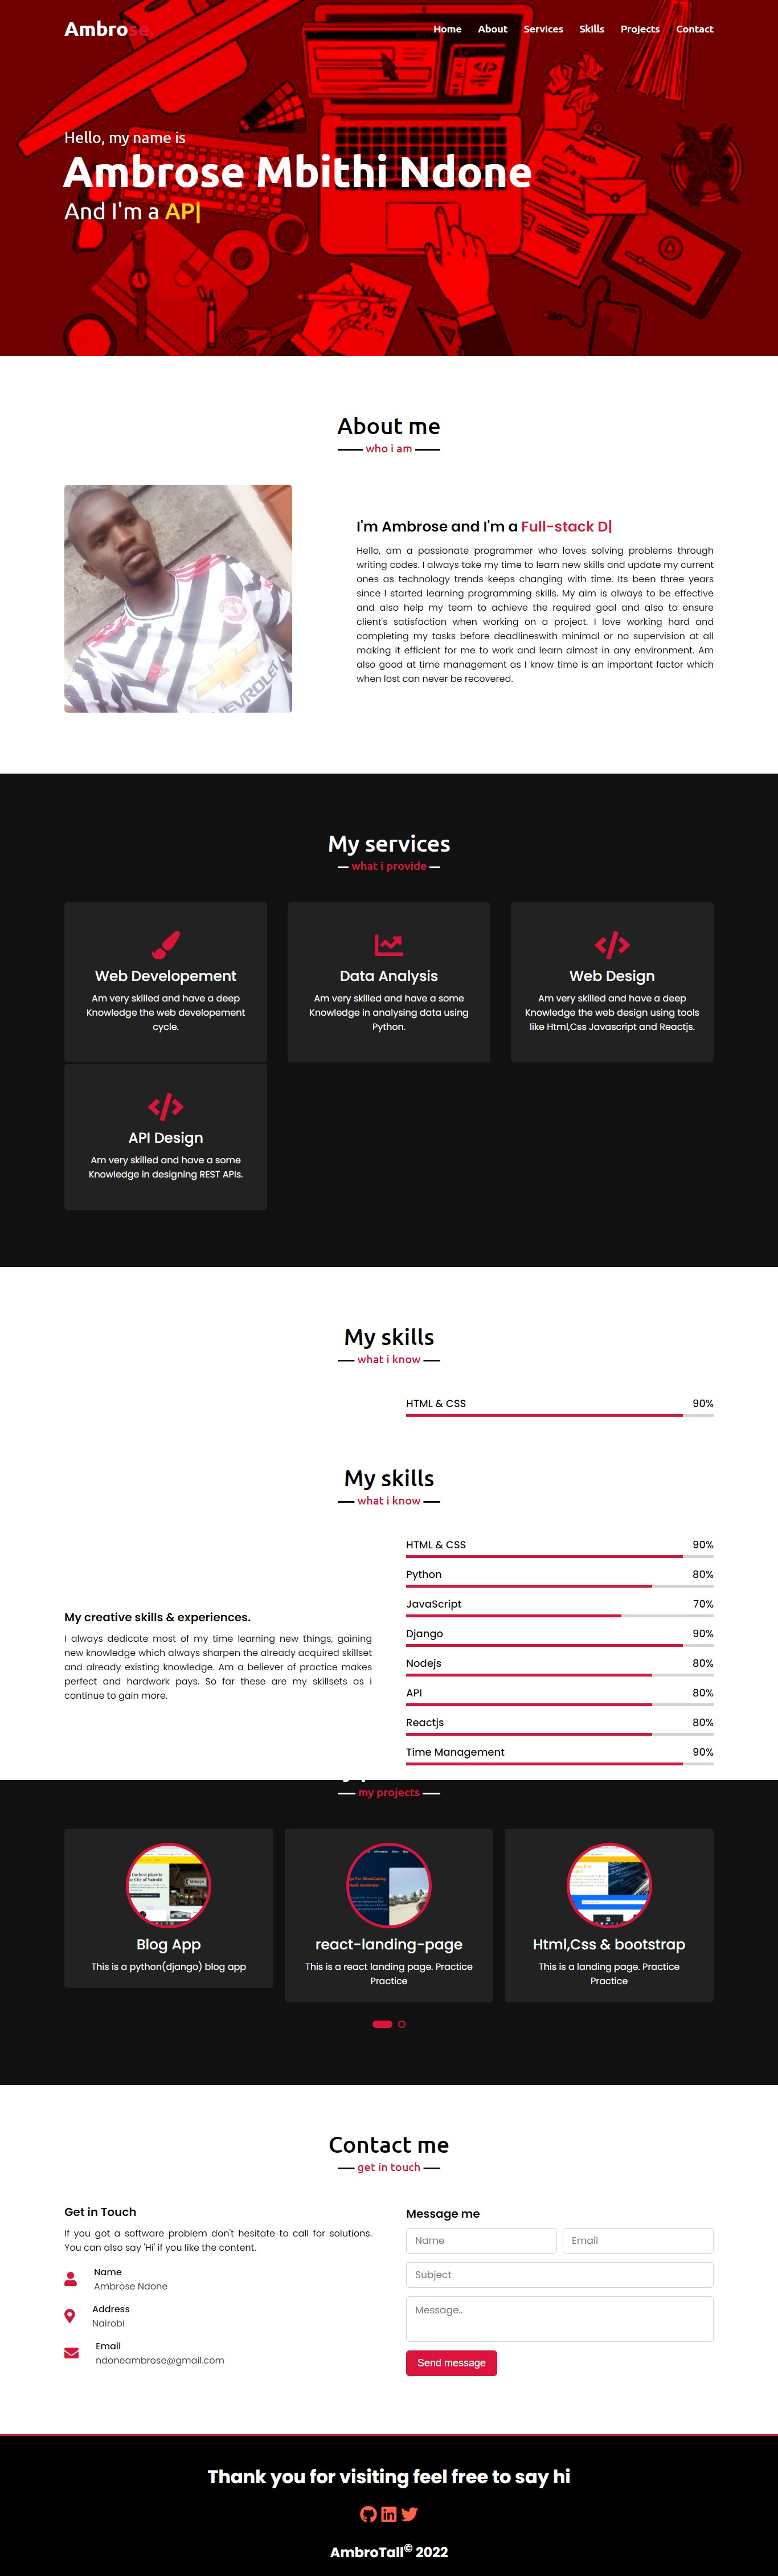 Ambrose.
Home About Services Skills Projects Contact
Hello, my name is
Ambrose Mbithi Ndone
And I'm a AP|
About me
who i am
I'm Ambrose and I'm a Full-stack D|
Hello, am a passionate programmer who loves solving problems through
writing codes. I always take my time to learn new skills and update my current
ones as technology trends keeps changing with time. Its been three years
since I started learning programming skills. My aim is always to be effective
and also help my team to achieve the required goal and also to ensure
client's satisfaction when working on a project. I love working hard and
completing my tasks before deadlineswith minimal or no supervision at all
making it efficient for me to work and learn almost in any environment. Am
also good at time management as I know time is an important factor which
when lost can never be recovered.
My services
what i provide
Web Developement
Am very skilled and have a deep
Knowledge the web developement
cycle.
Data Analysis
Am very skilled and have a some
Knowledge in analysing data using
Python.
Web Design
Am very skilled and have a deep
Knowledge the web design using tools
like Html,Css Javascript and Reactjs.
API Design
Am very skilled and have a some
Knowledge in designing REST APIs.
My skills
what i know
HTML & CSS 90%
My skills
what i know
My creative skills & experiences.
I always dedicate most of my time learning new things, gaining
new knowledge which always sharpen the already acquired skillset
and already existing knowledge. Am a believer of practice makes
perfect and hardwork pays. So far these are my skillsets as i
continue to gain more.
HTML & CSS 90%
Python 80%
JavaScript 70%
Django 90%
Nodejs 80%
API 80%
Reactjs 80%
Time Management 90%
my projects
Blog App
This is a python(django) blog app
react-landing-page
This is a react landing page. Practice
Practice
Html,Css & bootstrap
This is a landing page. Practice
Practice
Contact me
get in touch
Get in Touch
If you got a software problem don't hesitate to call for solutions.
You can also say 'Hi' if you like the content.
Name
Ambrose Ndone
Address
Nairobi
Email
ndoneambrose@gmail.com
Message me
Name Email
Subject
Message..
Send message
Thank you for visiting feel free to say hi
AmbroTall© 2022